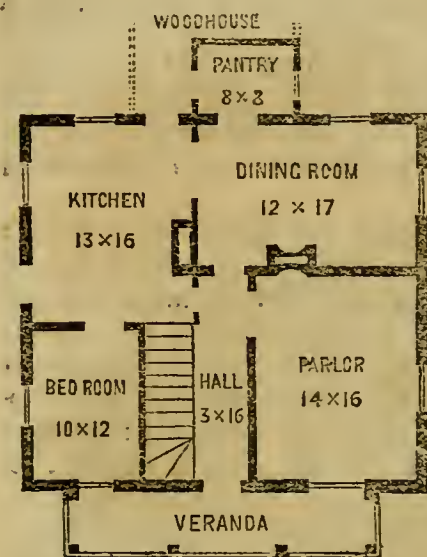 WOODHOUSE
PANTRY
8×8
DINING ROOM
12 × 17
KITCHEN
13×16
PARLOR
14×16
HALL
3×16
BED ROOM
10×12
VERANDA